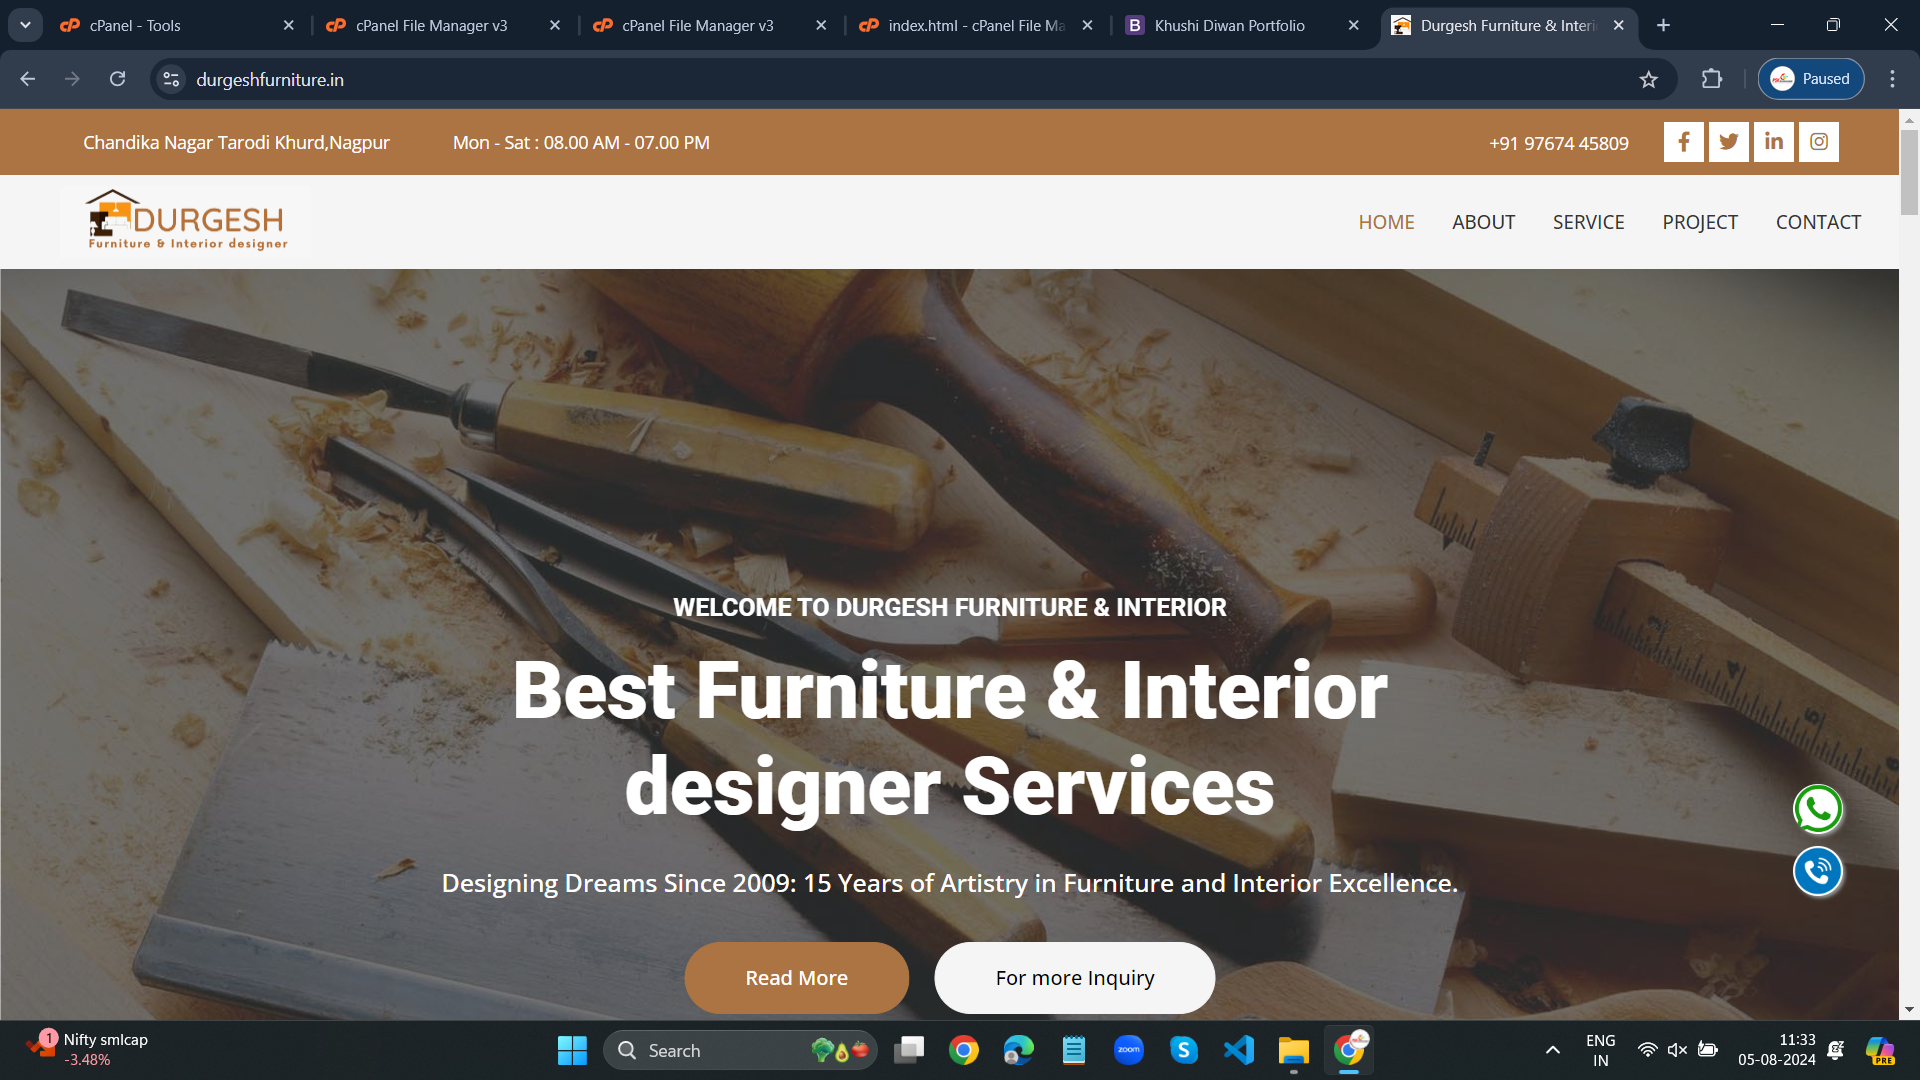 cPanel - Tools
cPanel File Manager v3
cPanel File Manager v3
index.html - cPanel File Ma
Khushi Diwan Portfolio
Durgesh Furniture & Interi
durgeshfurniture.in
Paused
Chandika Nagar Tarodi Khurd,Nagpur
Mon - Sat : 08.00 AM - 07.00 PM
+91 97674 45809
DURGESH
Furniture & Interior designer
HOME
ABOUT
SERVICE
PROJECT
CONTACT
WELCOME TO DURGESH FURNITURE & INTERIOR
Best Furniture & Interior
designer Services
Designing Dreams Since 2009: 15 Years of Artistry in Furniture and Interior Excellence.
Read More
For more Inquiry
1
Nifty smlcap
-3.48%
Search
zoom
ENG
IN
11:33
05-08-2024
PRE